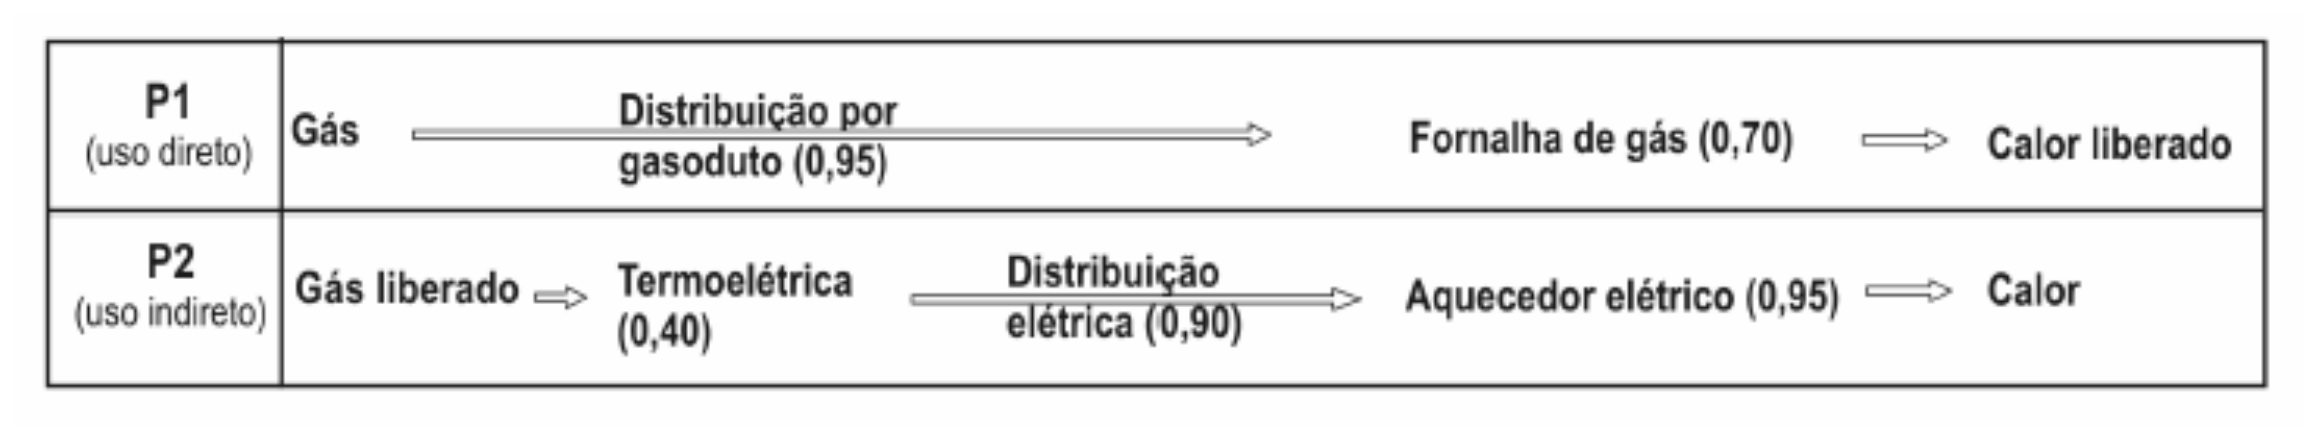 P1
(uso direto)
Gás
Distribuição por
gasoduto (0,95)
Fornalha de gás (0,70)
Calor liberado
P2
(uso indireto)
Gás liberado
Termoelétrica
(0,40)
Distribuição
elétrica (0,90)
Aquecedor elétrico (0,95)
Calor